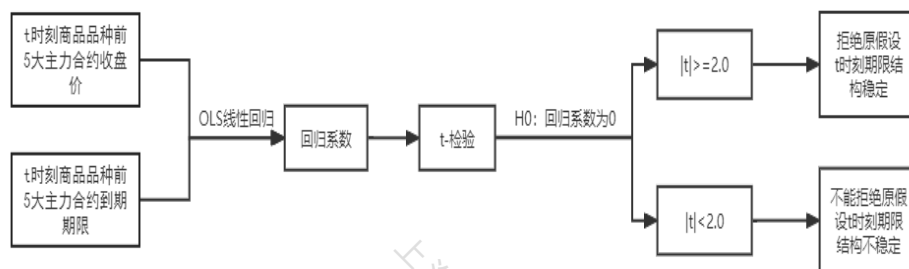 t时刻商品品种前
5大主力合约收盘
价
t时刻商品品种前
5大主力合约到期
期限
OLS线性回归
回归系数
t-检验
H0：回归系数为0
|t|>=2.0
|t|<2.0
拒绝原假设
t时刻期限结
构稳定
不能拒绝原假
设t时刻期限
结构不稳定
上